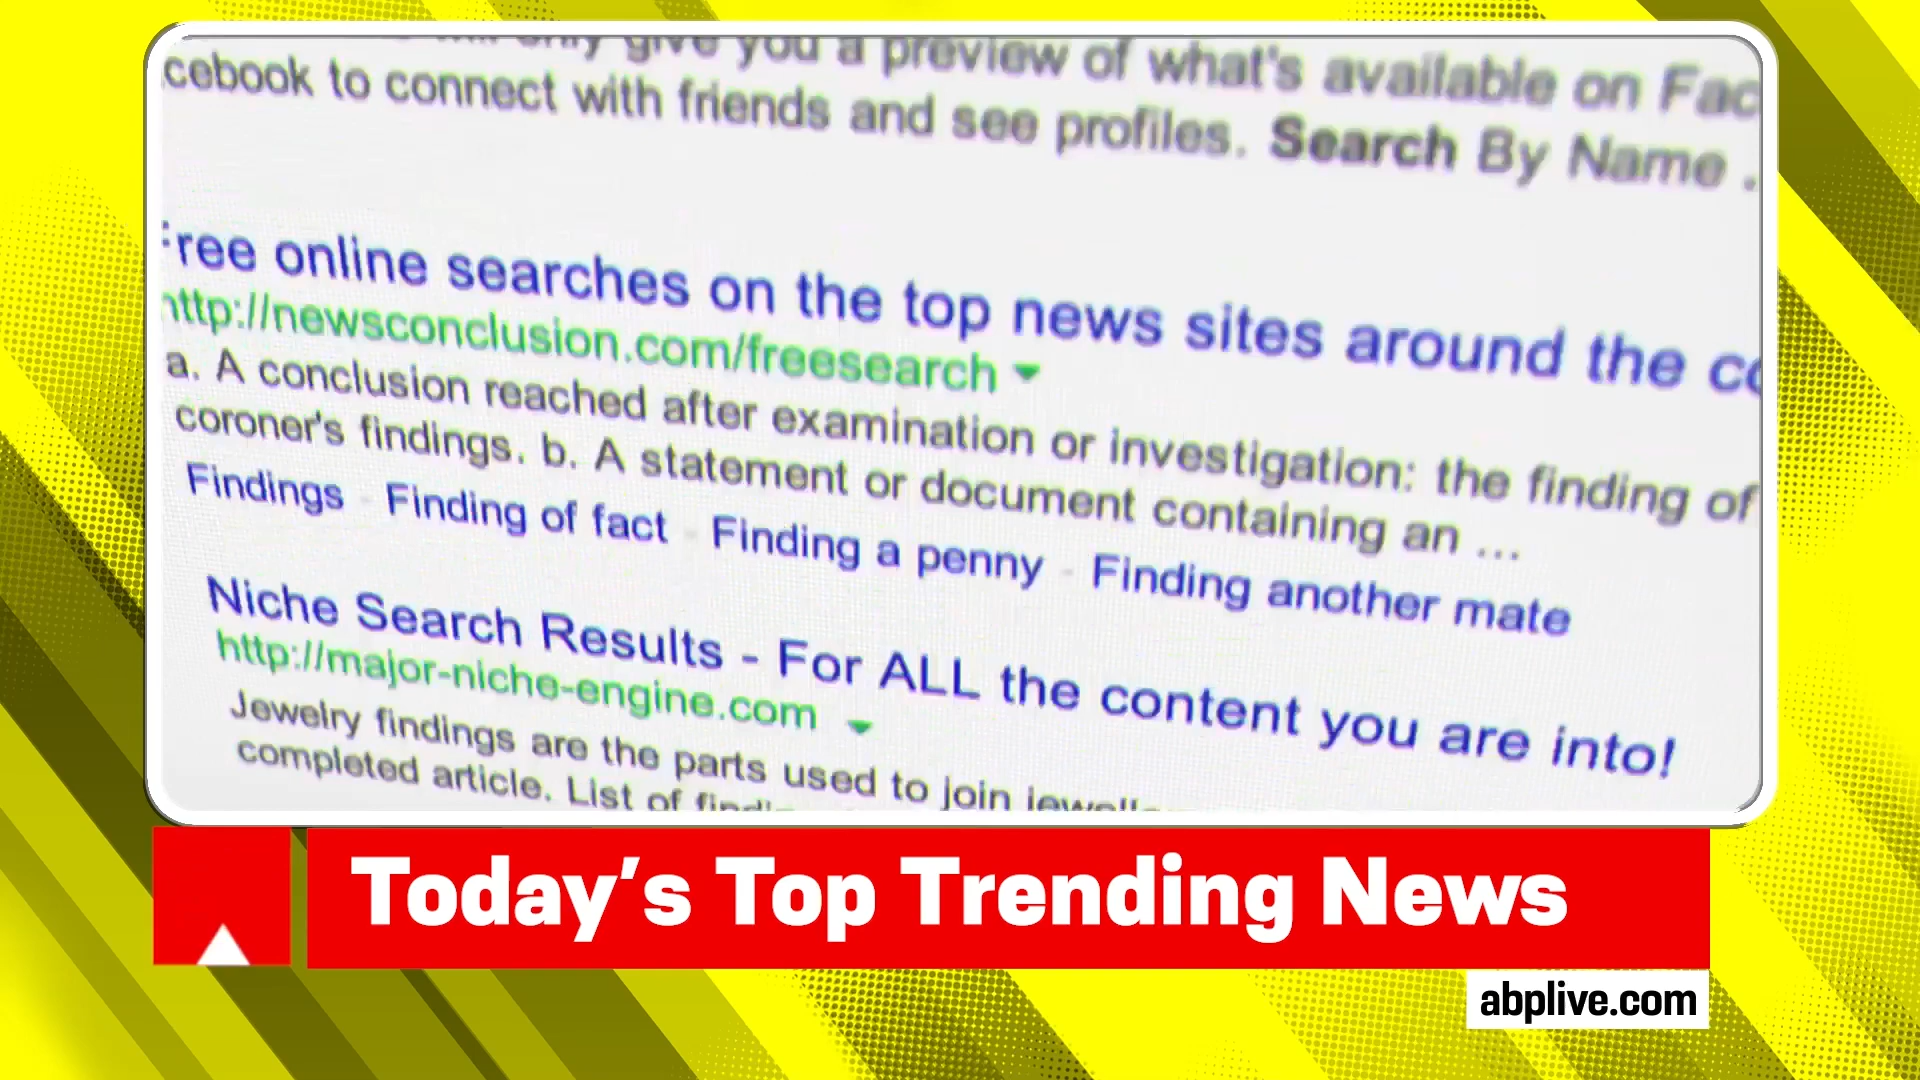 only give you a preview of what's available on Fac
cebook to connect with friends and see profiles. Search By Name .
Free online searches on the top news sites around the co
http://newsconclusion.com/freesearch
a. A conclusion reached after examination or investigation: the finding of
coroner's findings. b. A statement or document containing an ...
Findings - Finding of fact - Finding a penny - Finding another mate
Niche Search Results - For ALL the content you are into!
http://major-niche-engine.com
Jewelry findings are the parts used to join
completed article. List of
Today's Top Trending News
abplive.com